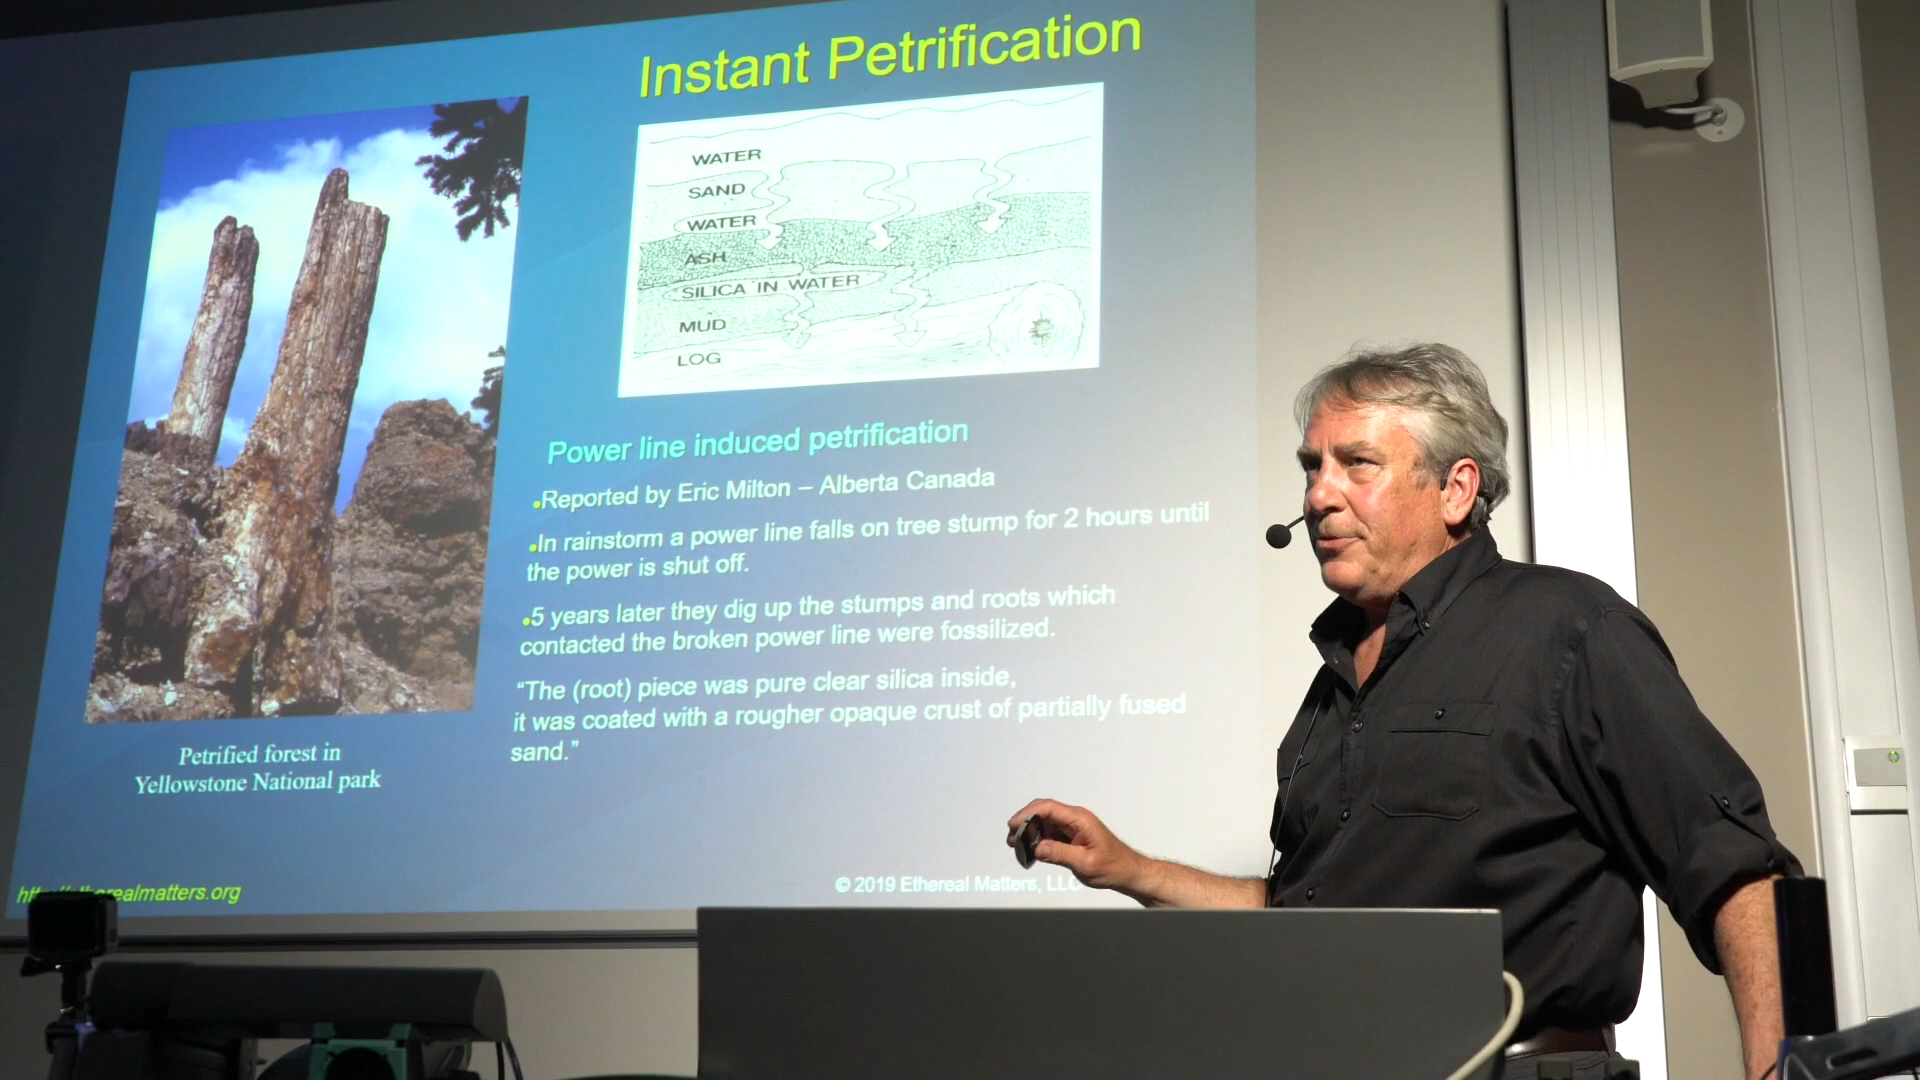 Instant Petrification
WATER
SAND
WATER
ASH
SILICA IN WATER
MUD
LOG
Power line induced petrification
•Reported by Eric Milton – Alberta Canada
•In rainstorm a power line falls on tree stump for 2 hours until
the power is shut off.
•5 years later they dig up the stumps and roots which
contacted the broken power line were fossilized.
“The (root) piece was pure clear silica inside,
it was coated with a rougher opaque crust of partially fused
sand.”
Petrified forest in
Yellowstone National park
© 2019 Ethereal Matters,